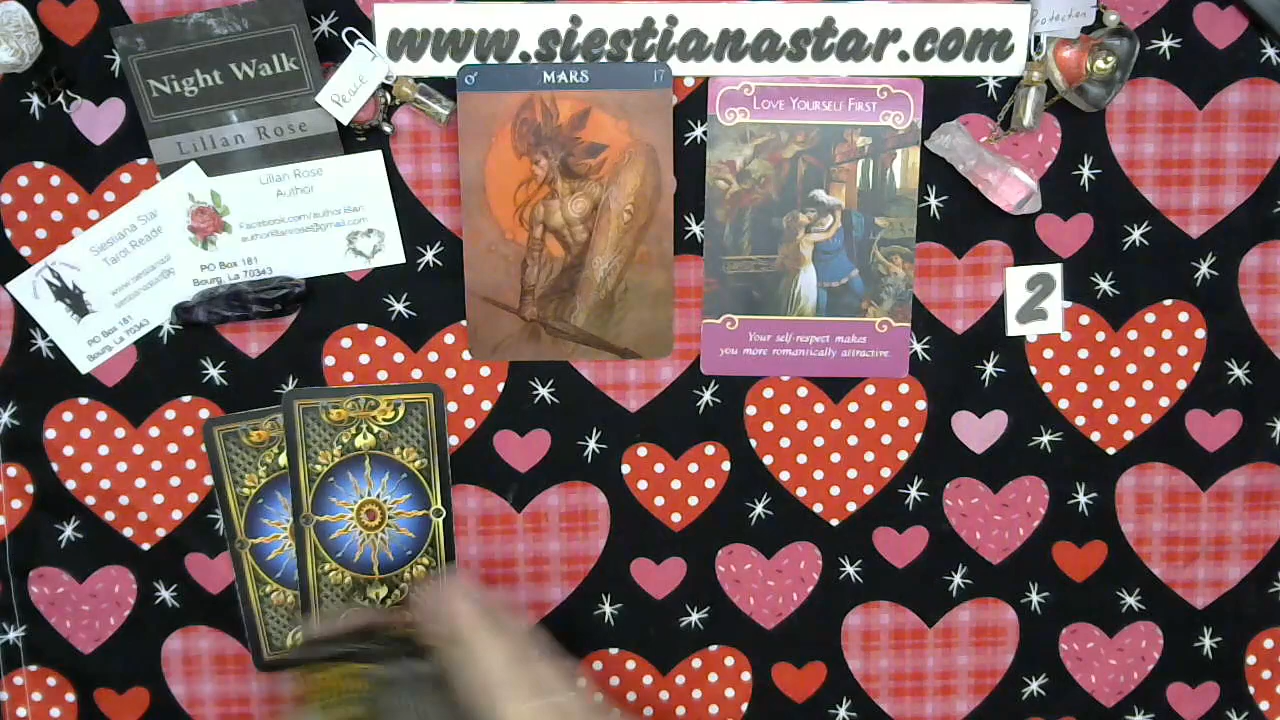 www.siestianastar.com
Protection
Night Walk
Lillan Rose
Peace
♂ MARS 17
LOVE YOURSELF FIRST
Your self-respect makes
you more romantically attractive.
Lilan Rose
Author
PO Box 181
Bourg, La 70343
Siestiana Star
PO Box 181
Bourg, La 70343
2